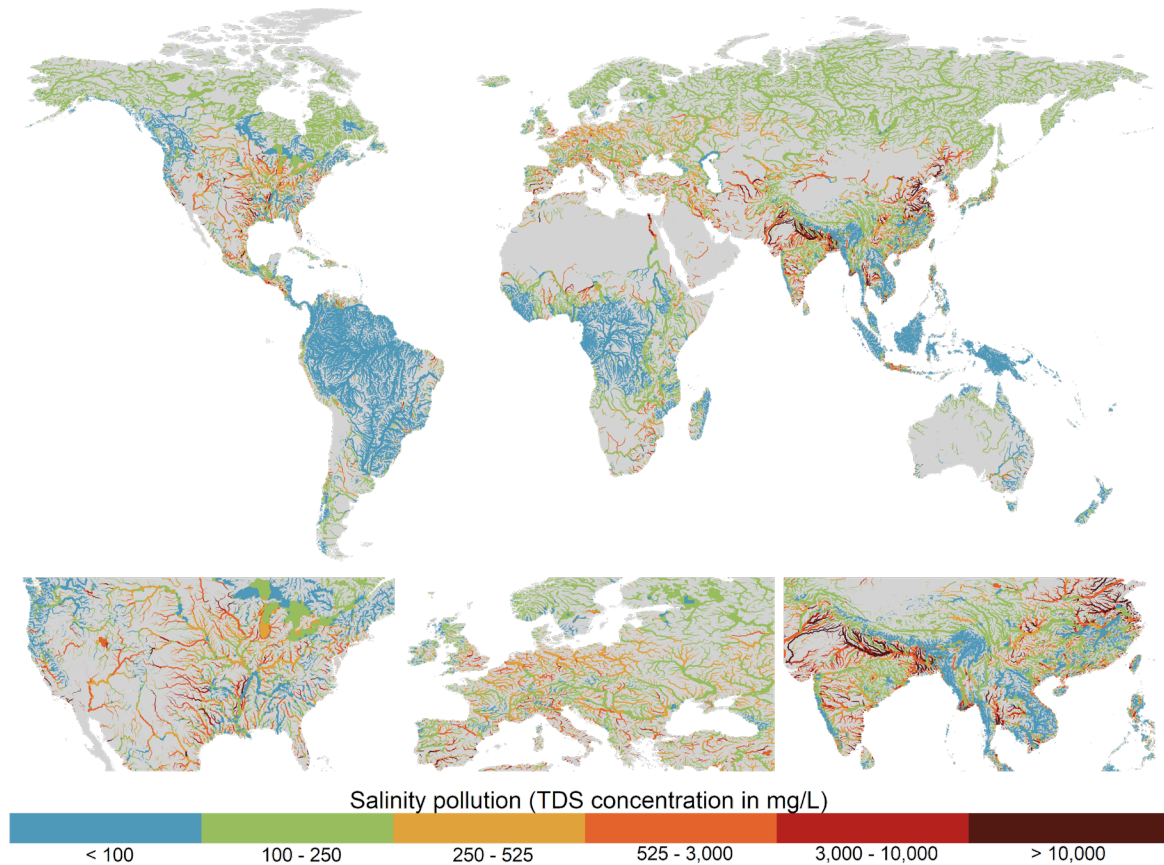 Salinity pollution (TDS concentration in mg/L)
< 100 100 - 250 250 - 525 525 - 3,000 3,000 - 10,000 > 10,000